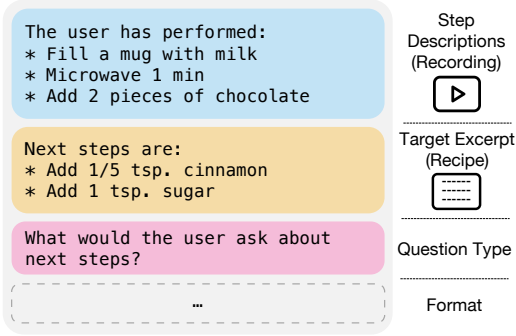 The user has performed:
* Fill a mug with milk
* Microwave 1 min
* Add 2 pieces of chocolate
Step
Descriptions
(Recording)
Next steps are:
* Add 1/5 tsp. cinnamon
* Add 1 tsp. sugar
Target Excerpt
(Recipe)
What would the user ask about
next steps?
Question Type
…
Format